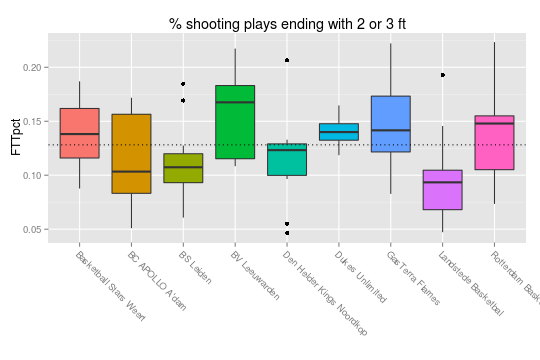 % shooting plays ending with 2 or 3 ft
FTTpct
0.20
0.15
0.10
0.05
Basketball Stars Weert
BC APOLLO A'dam
BS Leiden
BV Leeuwarden
Den Helder Kings Noordkop
Dukes Unlimited
GasTerra Flames
Landstede Basketbal
Rotterdam Bask